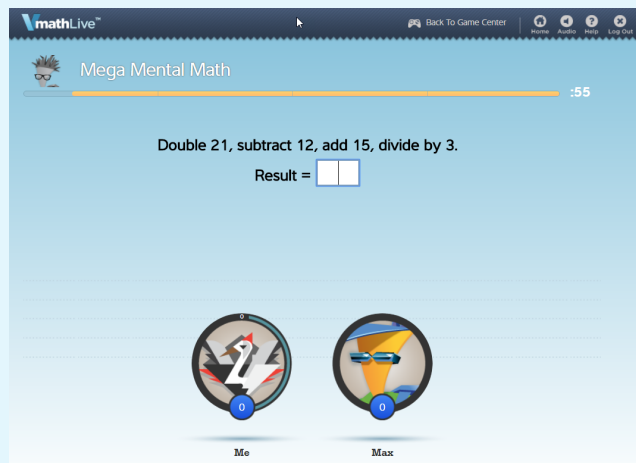 VmathLive™
Back To Game Center
Home Audio Help Log Out
Mega Mental Math
:55
Double 21, subtract 12, add 15, divide by 3.
Result =
0
0 0
Me Max